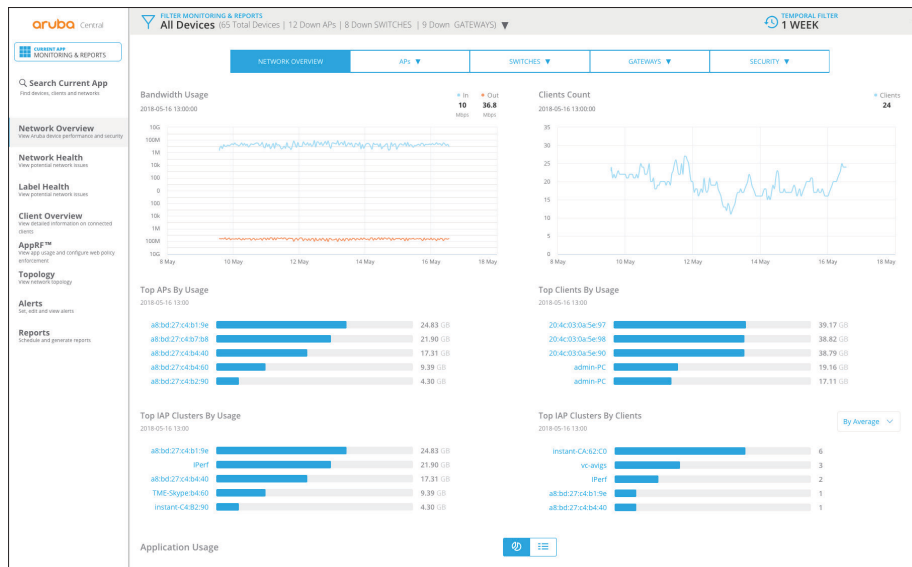 aruba Central
CURRENT APP
MONITORING & REPORTS
Search Current App
Find devices, clients and networks
Network Overview
View Aruba device performance and security
Network Health
View potential network issues
Label Health
View potential network issues
Client Overview
View detailed information on connected
clients
AppRF™
View app usage and configure web policy
enforcement
Topology
View network topology
Alerts
Set, edit and view alerts
Reports
Schedule and generate reports
FILTER MONITORING & REPORTS
All Devices (65 Total Devices | 12 Down APs | 8 Down SWITCHES | 9 Down GATEWAYS) ▼
TEMPORAL FILTER
1 WEEK
NETWORK OVERVIEW
APs ▼
SWITCHES ▼
GATEWAYS ▼
SECURITY ▼
Bandwidth Usage
2018-05-16 13:00:00
In
10
Mbps
Out
36.8
Mbps
10G
100M
1M
10k
100
0
100
10k
1M
100M
10G
8 May 10 May 12 May 14 May 16 May 18 May
Clients Count
2018-05-16 13:00:00
Clients
24
35
30
25
20
15
10
5
0
8 May 10 May 12 May 14 May 16 May 18 May
Top APs By Usage
2018-05-16 13:00
a8:bd:27:c4:b1:9e 24.83 GB
a8:bd:27:c4:b7:b8 21.90 GB
a8:bd:27:c4:b4:40 17.31 GB
a8:bd:27:c4:b4:60 9.39 GB
a8:bd:27:c4:b2:90 4.30 GB
Top Clients By Usage
2018-05-16 13:00
20:4c:03:0a:5e:97 39.17 GB
20:4c:03:0a:5e:98 38.82 GB
20:4c:03:0a:5e:90 38.79 GB
admin-PC 19.16 GB
admin-PC 17.11 GB
Top IAP Clusters By Usage
2018-05-16 13:00
a8:bd:27:c4:b1:9e 24.83 GB
IPerf 21.90 GB
a8:bd:27:c4:b4:40 17.31 GB
TME-Skype:b4:60 9.39 GB
instant-C4:B2:90 4.30 GB
Top IAP Clusters By Clients
2018-05-16 13:00
By Average
instant-CA:62:C0 6
vc-avigs 3
IPerf 2
a8:bd:27:c4:b1:9e 1
a8:bd:27:c4:b4:40 1
Application Usage